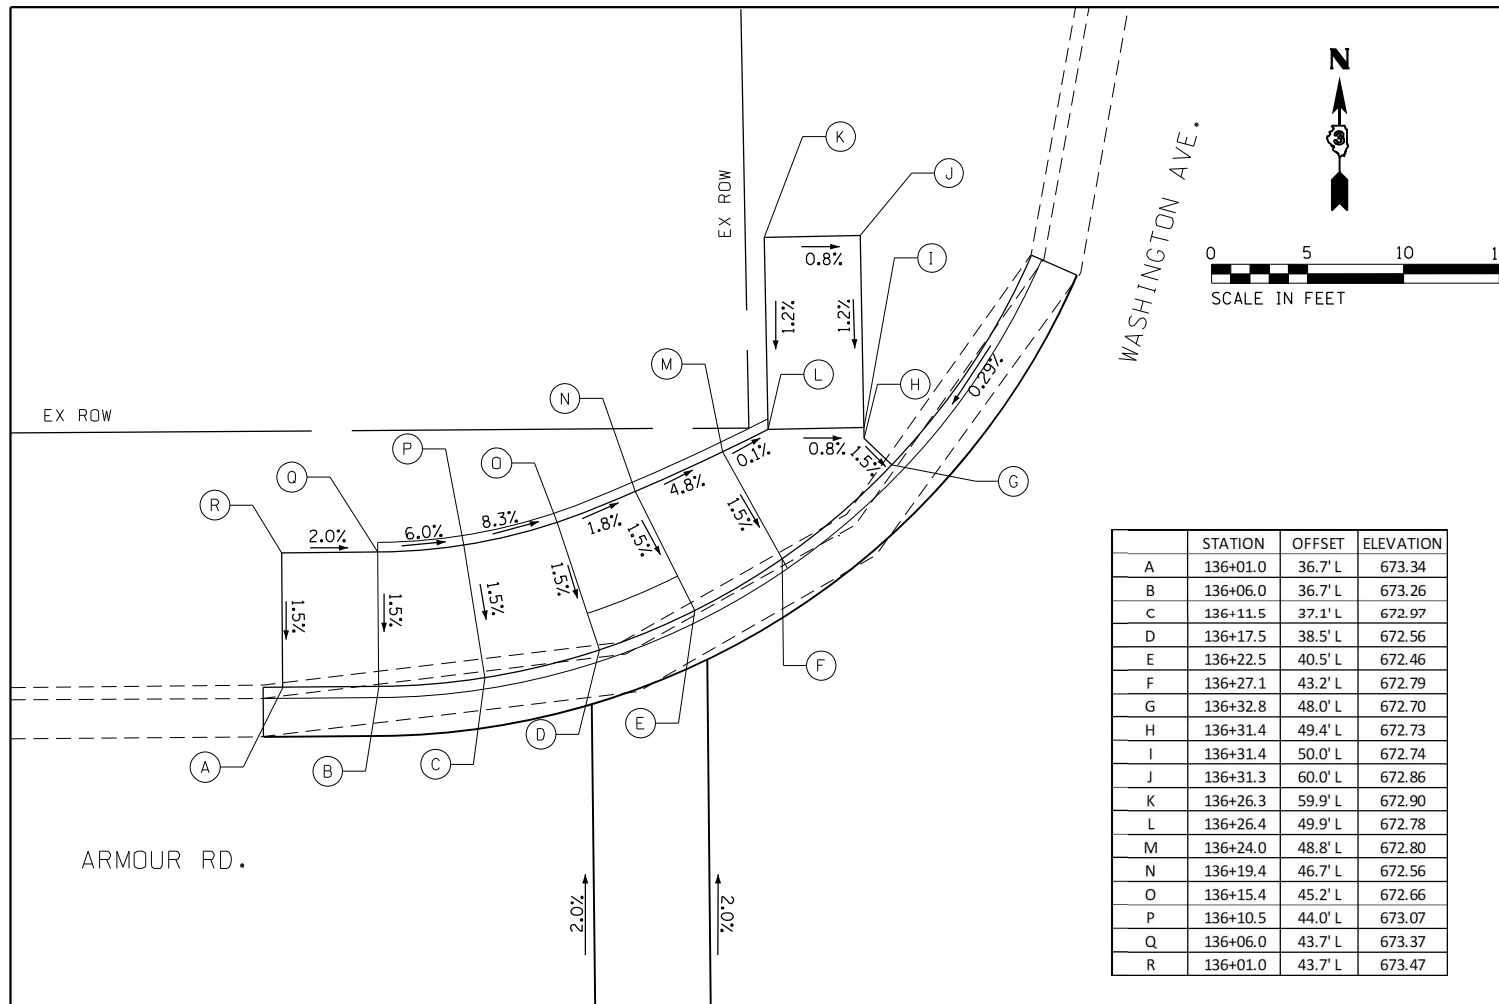 K
J
N
3
I
EX ROW
0.8%
1.2%
1.2%
WASHINGTON AVE.
0 5 10 1
SCALE IN FEET
M
L
H
N
0.29%
EX ROW
P
O
0.1%
0.8%
1.5%
G
Q
4.8%
R
2.0%
6.0%
8.3%
1.8%
1.5%
1.5%
1.5%
1.5%
1.5%
1.5%
F
E
D
C
B
A
ARMOUR RD.
2.0%
2.0%
STATION OFFSET ELEVATION
A 136+01.0 36.7' L 673.34
B 136+06.0 36.7' L 673.26
C 136+11.5 37.1' L 672.97
D 136+17.5 38.5' L 672.56
E 136+22.5 40.5' L 672.46
F 136+27.1 43.2' L 672.79
G 136+32.8 48.0' L 672.70
H 136+31.4 49.4' L 672.73
I 136+31.4 50.0' L 672.74
J 136+31.3 60.0' L 672.86
K 136+26.3 59.9' L 672.90
L 136+26.4 49.9' L 672.78
M 136+24.0 48.8' L 672.80
N 136+19.4 46.7' L 672.56
O 136+15.4 45.2' L 672.66
P 136+10.5 44.0' L 673.07
Q 136+06.0 43.7' L 673.37
R 136+01.0 43.7' L 673.47